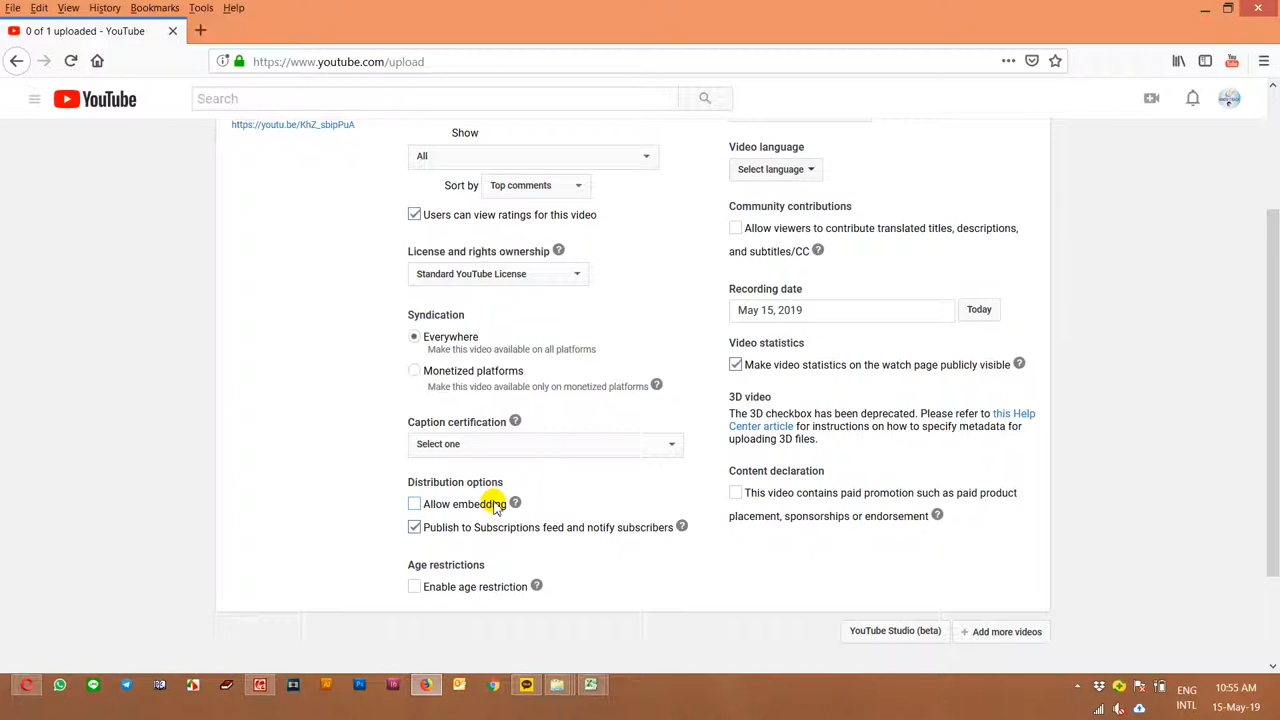 File Edit View History Bookmarks Tools Help
0 of 1 uploaded - YouTube
https://www.youtube.com/upload
YouTube
Search
https://youtu.be/KhZ_sbipPuA
Show
All
Sort by Top comments
Users can view ratings for this video
License and rights ownership
Standard YouTube License
Syndication
Everywhere
Make this video available on all platforms
Monetized platforms
Make this video available only on monetized platforms
Caption certification
Select one
Distribution options
Allow embedding
Publish to Subscriptions feed and notify subscribers
Age restrictions
Enable age restriction
Video language
Select language
Community contributions
Allow viewers to contribute translated titles, descriptions,
and subtitles/CC
Recording date
May 15, 2019 Today
Video statistics
Make video statistics on the watch page publicly visible
3D video
The 3D checkbox has been deprecated. Please refer to this Help
Center article for instructions on how to specify metadata for
uploading 3D files.
Content declaration
This video contains paid promotion such as paid product
placement, sponsorships or endorsement
YouTube Studio (beta) + Add more videos
ENG 10:55 AM
INTL 15-May-19